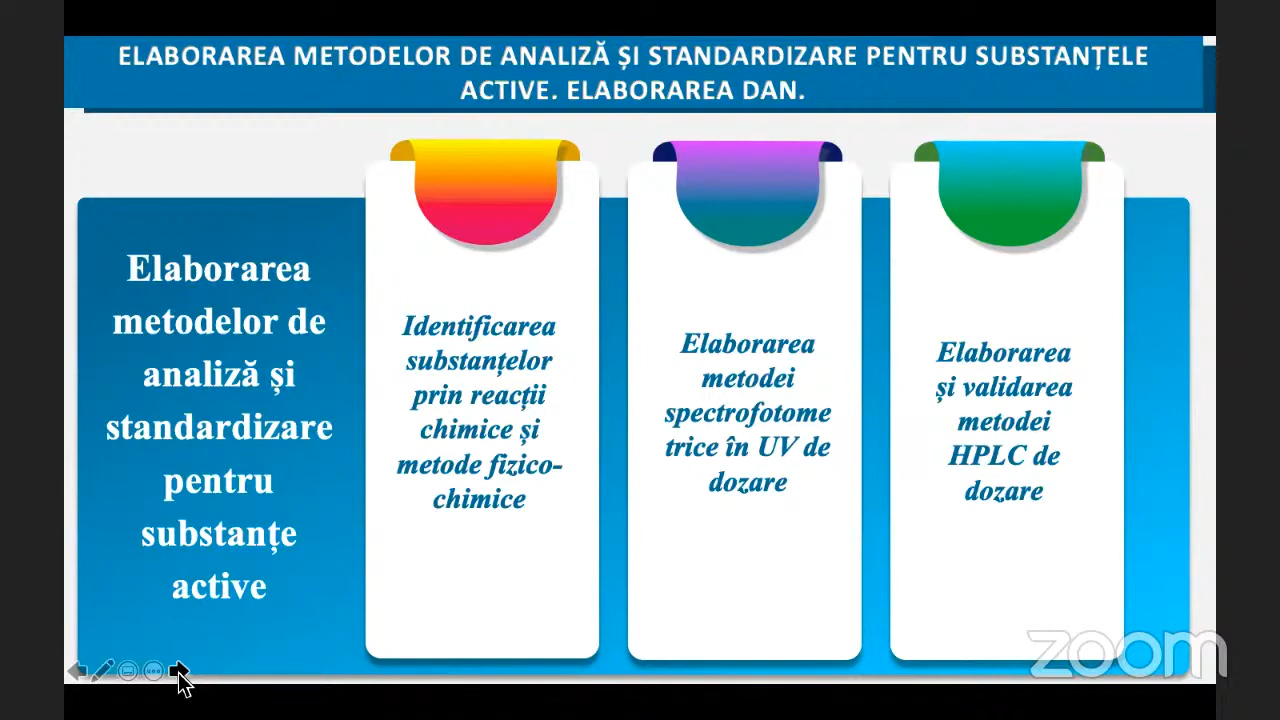 ELABORAREA METODELOR DE ANALIZĂ ȘI STANDARDIZARE PENTRU SUBSTANȚELE
ACTIVE. ELABORAREA DAN.
Elaborarea
metodelor de
analiză și
standardizare
pentru
substanțe
active
Identificarea
substanțelor
prin reacții
chimice și
metode fizico-
chimice
Elaborarea
metodei
spectrofotome
trice în UV de
dozare
Elaborarea
și validarea
metodei
HPLC de
dozare
zoom